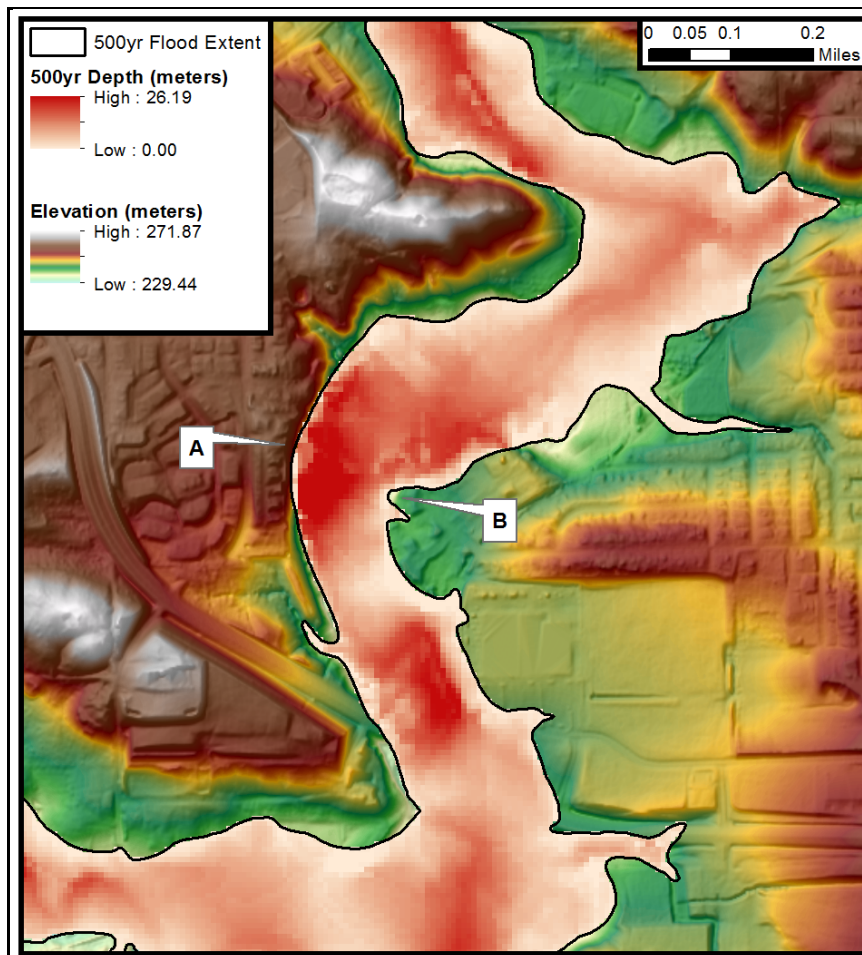 500yr Flood Extent
500yr Depth (meters)
High : 26.19
Low : 0.00
Elevation (meters)
High : 271.87
Low : 229.44
0 0.05 0.1 0.2
Miles
A
B